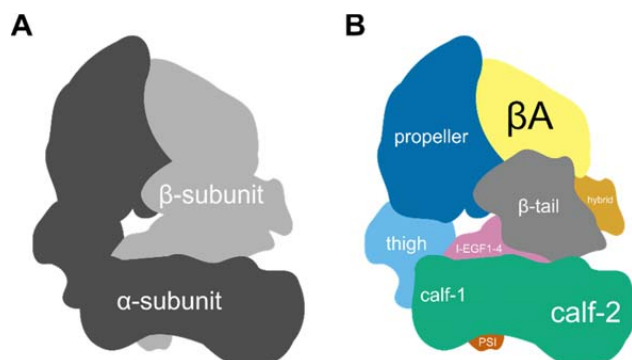 A
B
β-subunit
α-subunit
propeller
βA
β-tail
hybrid
thigh
I-EGF1-4
calf-1
calf-2
PSI